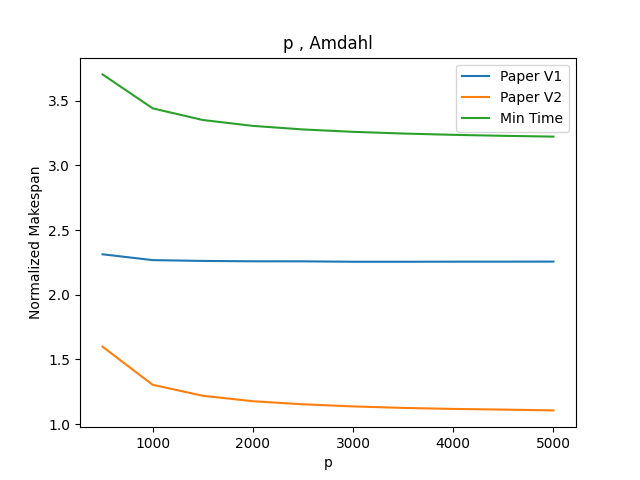 p , Amdahl
Paper V1
Paper V2
Min Time
Normalized Makespan
3.5
3.0
2.5
2.0
1.5
1.0
1000
2000
3000
4000
5000
p